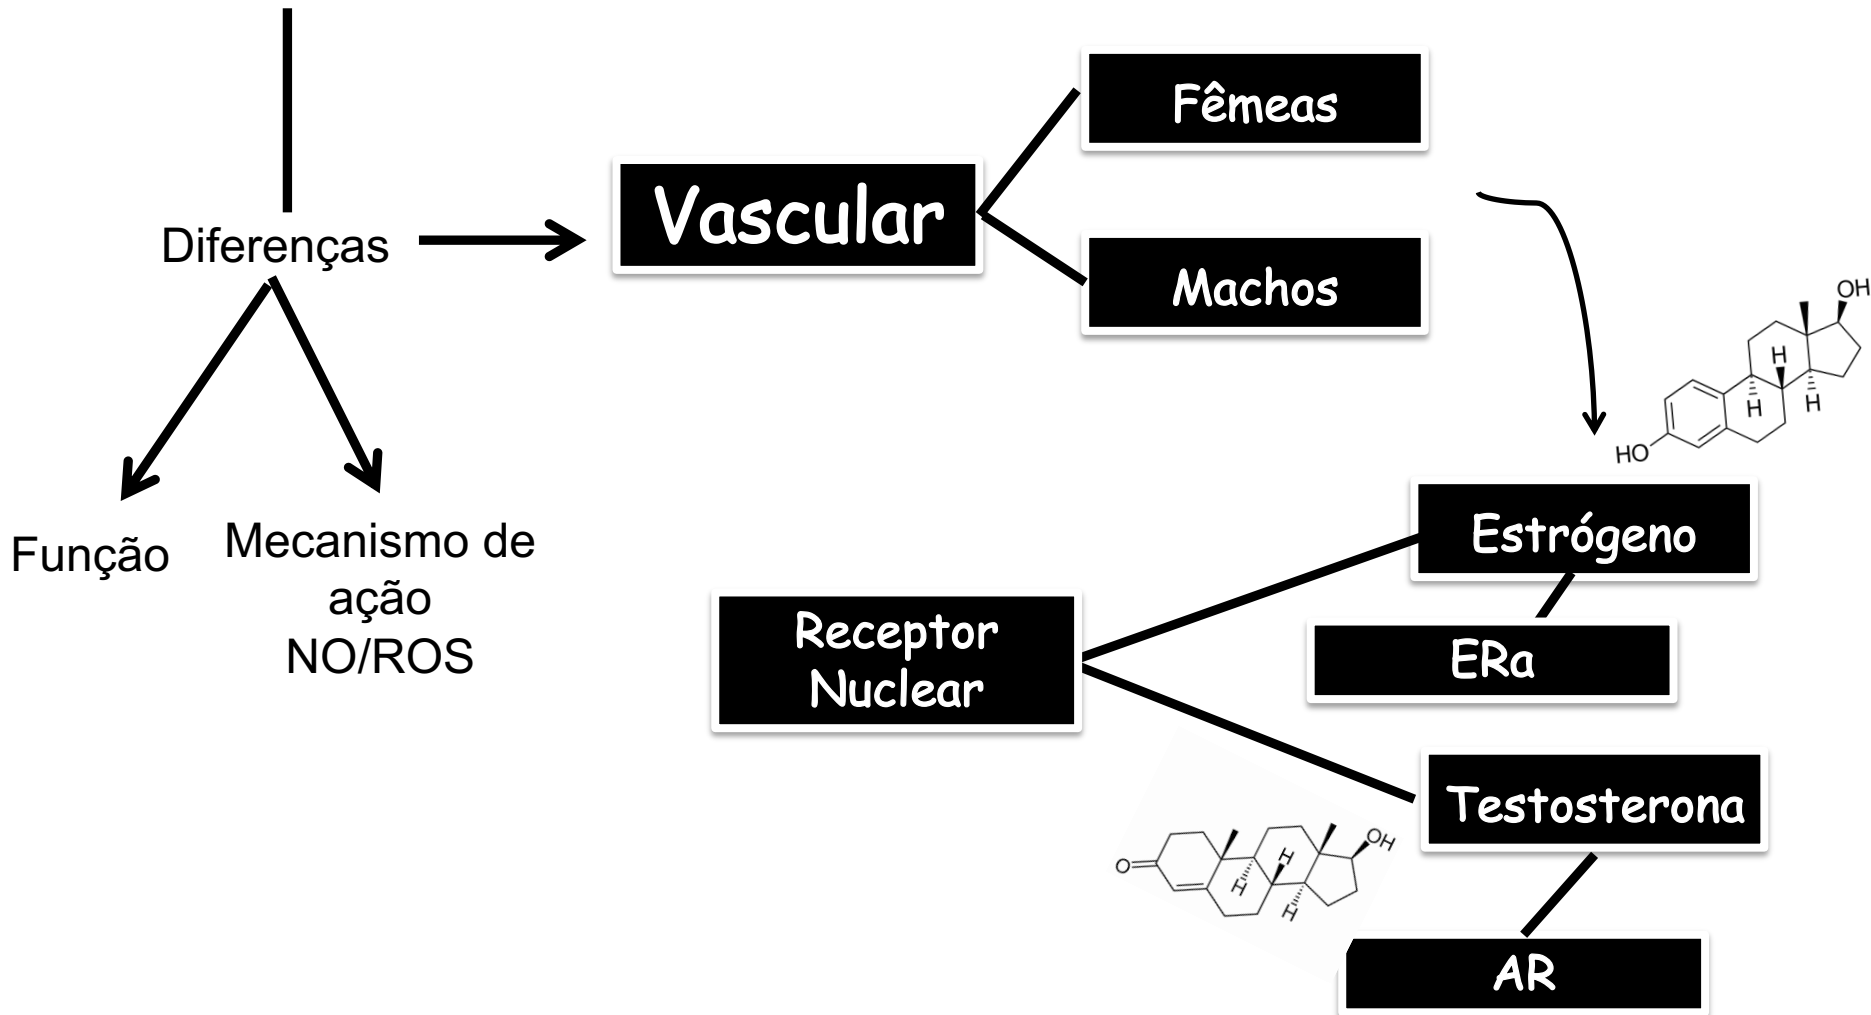 Fêmeas
Vascular
Diferenças
Machos
OH
H
H
H
HO
Função
Mecanismo de
ação
NO/ROS
Estrógeno
Receptor
Nuclear
ERa
Testosterona
OH
O
H
H
H
AR